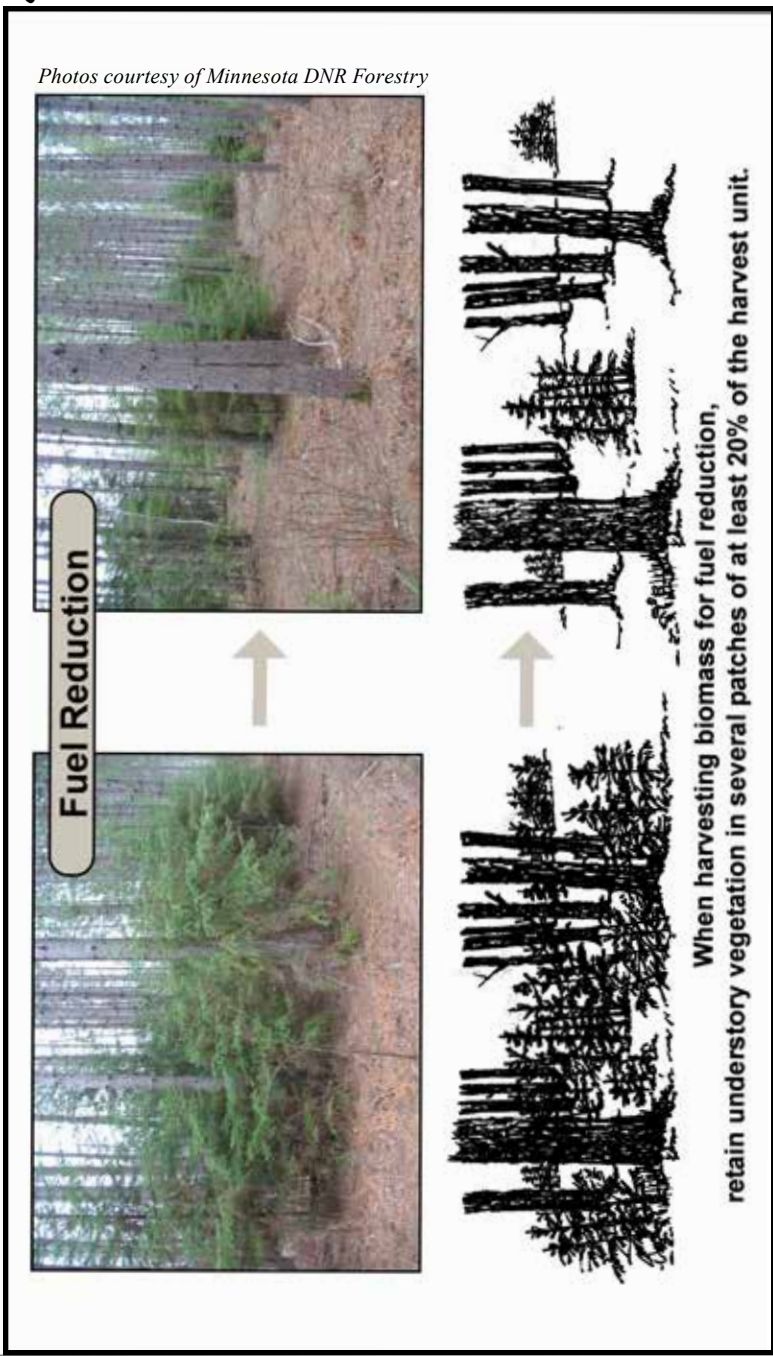 Photos courtesy of Minnesota DNR Forestry
Fuel Reduction
When harvesting biomass for fuel reduction,
retain understory vegetation in several patches of at least 20% of the harvest unit.